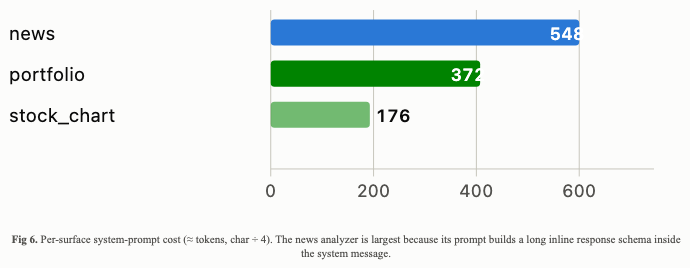 news 548
portfolio 372
stock_chart 176
0 200 400 600
Fig 6. Per-surface system-prompt cost (≈ tokens, char ÷ 4). The news analyzer is largest because its prompt builds a long inline response schema inside
the system message.